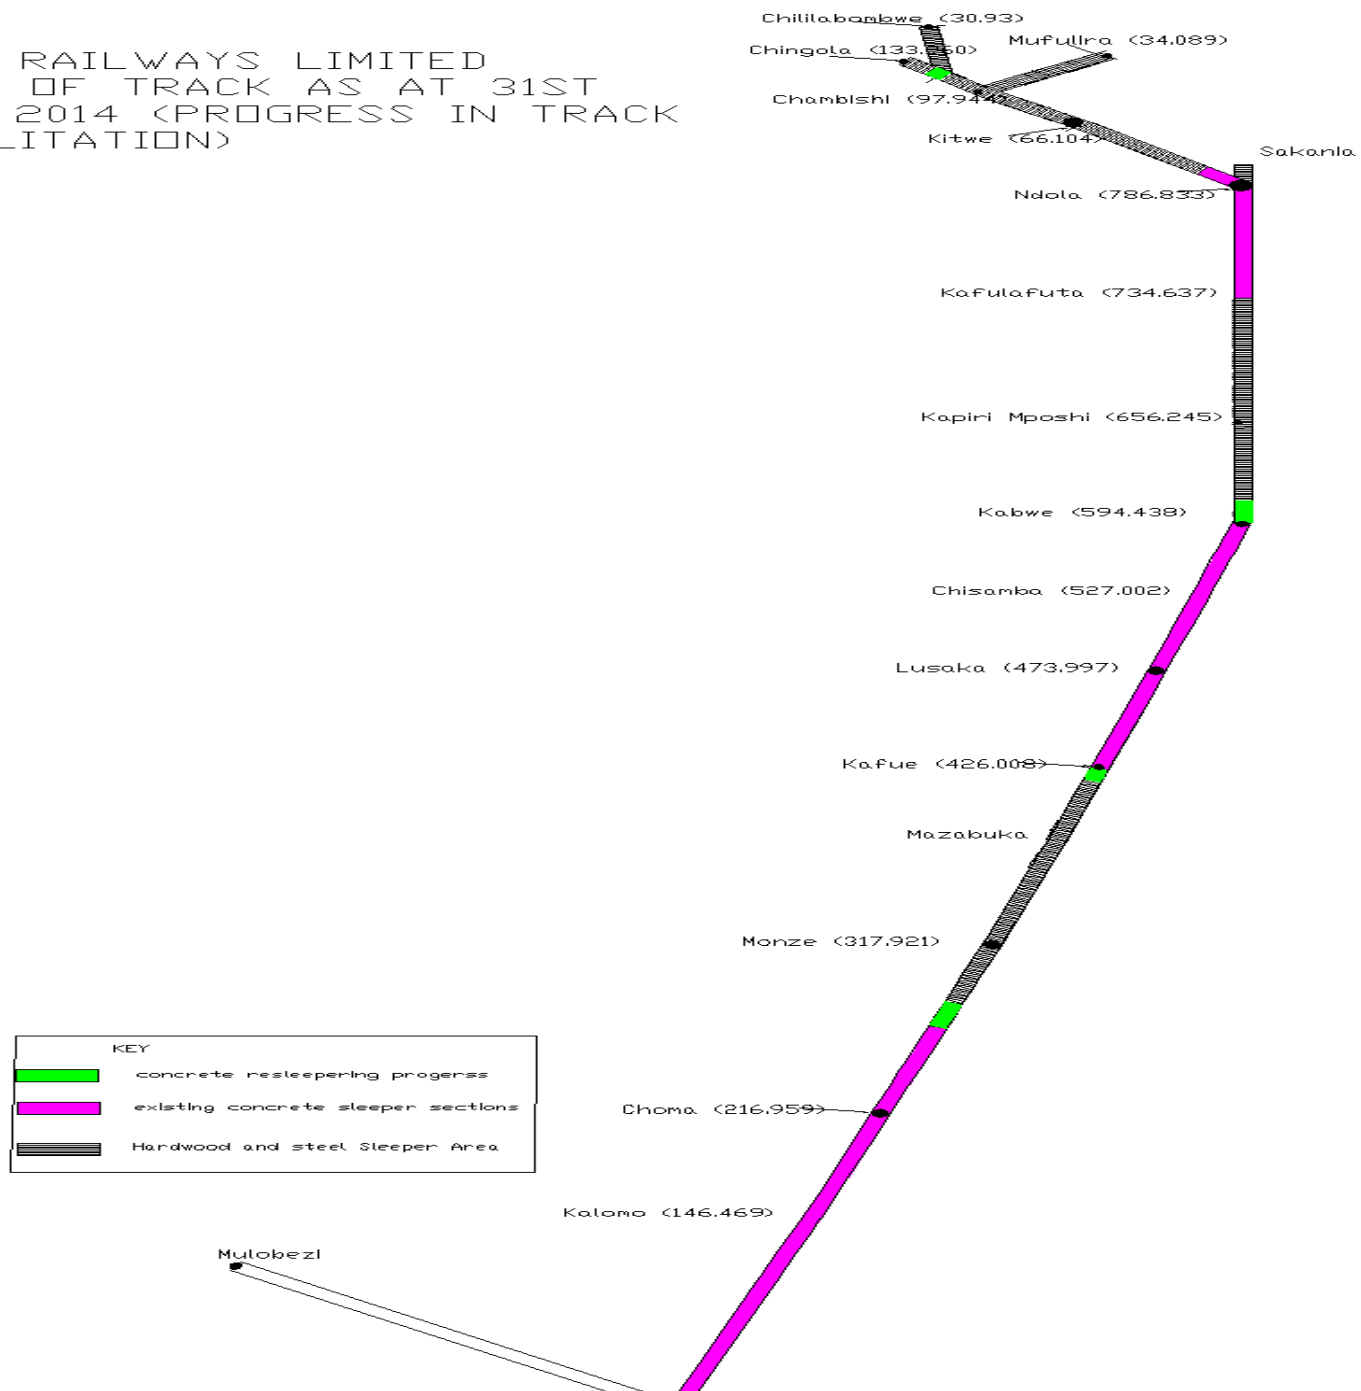 RAILWAYS LIMITED
OF TRACK AS AT 31ST
2014 (PROGRESS IN TRACK
LITATION)
Chililabombwe (30.93)
Chingola (133.
Mufulira (34.089)
Chambishi (97.944)
Kitwe (66.104)
Sakania
Ndola (786.833)
Kafulafuta (734.637)
Kapiri Mposhi (656.245)
Kabwe (594.438)
Chisamba (527.002)
Lusaka (473.997)
Kafue (426.008)
Mazabuka
Monze (317.921)
KEY
concrete resleepering progerss
existing concrete sleeper sections
Hardwood and steel Sleeper Area
Choma (216.959)
Kalomo (146.469)
Mulobezi